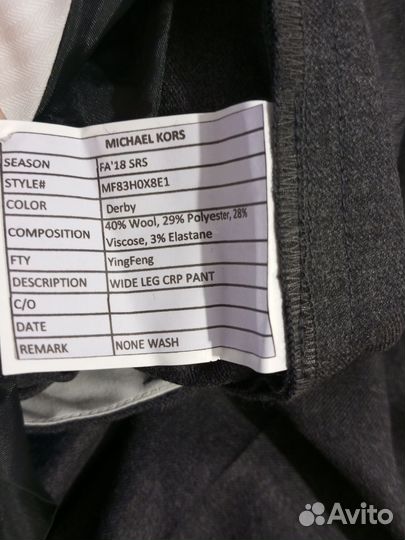 MICHAEL KORS
SEASON FA'18 SRS
STYLE# MF83H0X8E1
COLOR Derby
COMPOSITION 40% Wool, 29% Polyester, 28%
Viscose, 3% Elastane
FTY YingFeng
DESCRIPTION WIDE LEG CRP PANT
C/O
DATE
REMARK NONE WASH
Avito